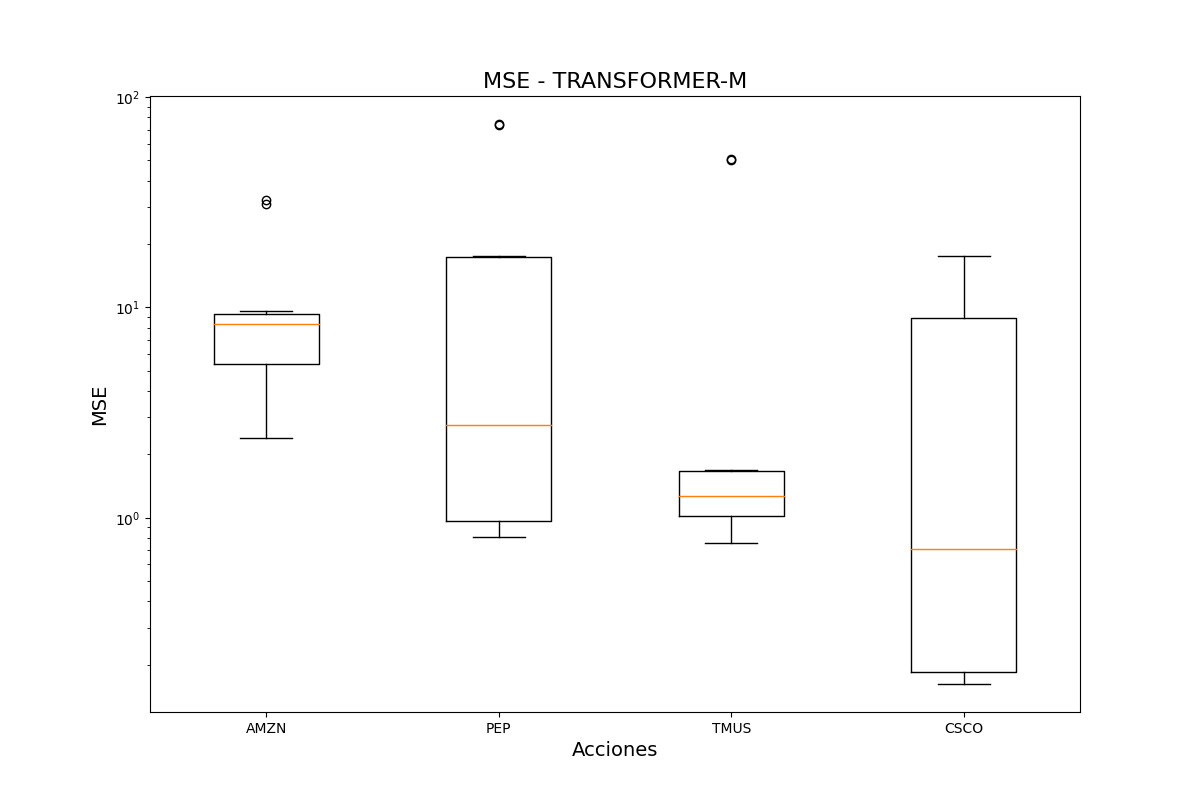 MSE - TRANSFORMER-M
10²
10¹
10⁰
MSE
AMZN PEP TMUS CSCO
Acciones